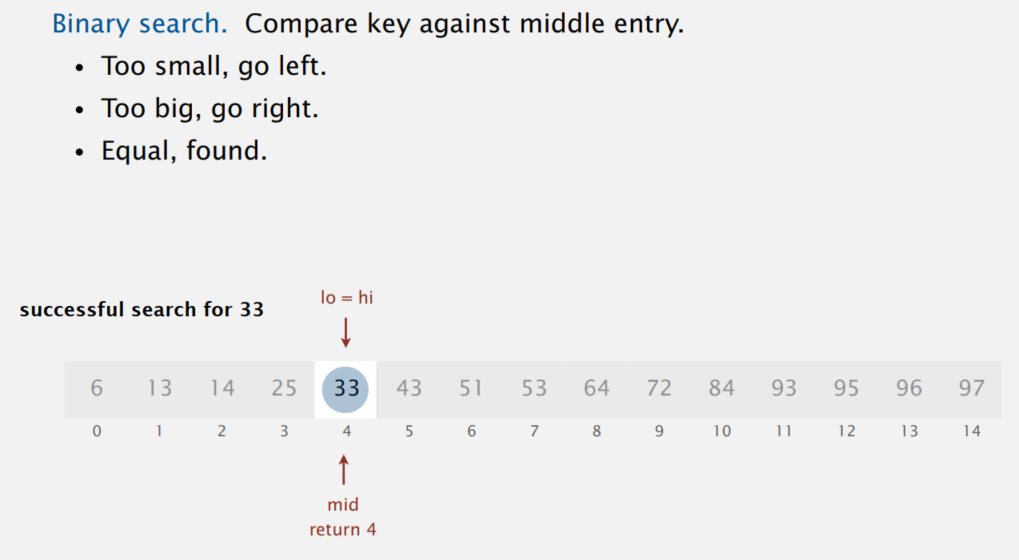 Binary search. Compare key against middle entry.
• Too small, go left.
• Too big, go right.
• Equal, found.
lo = hi
successful search for 33
6 13 14 25 33 43 51 53 64 72 84 93 95 96 97
0 1 2 3 4 5 6 7 8 9 10 11 12 13 14
mid
return 4